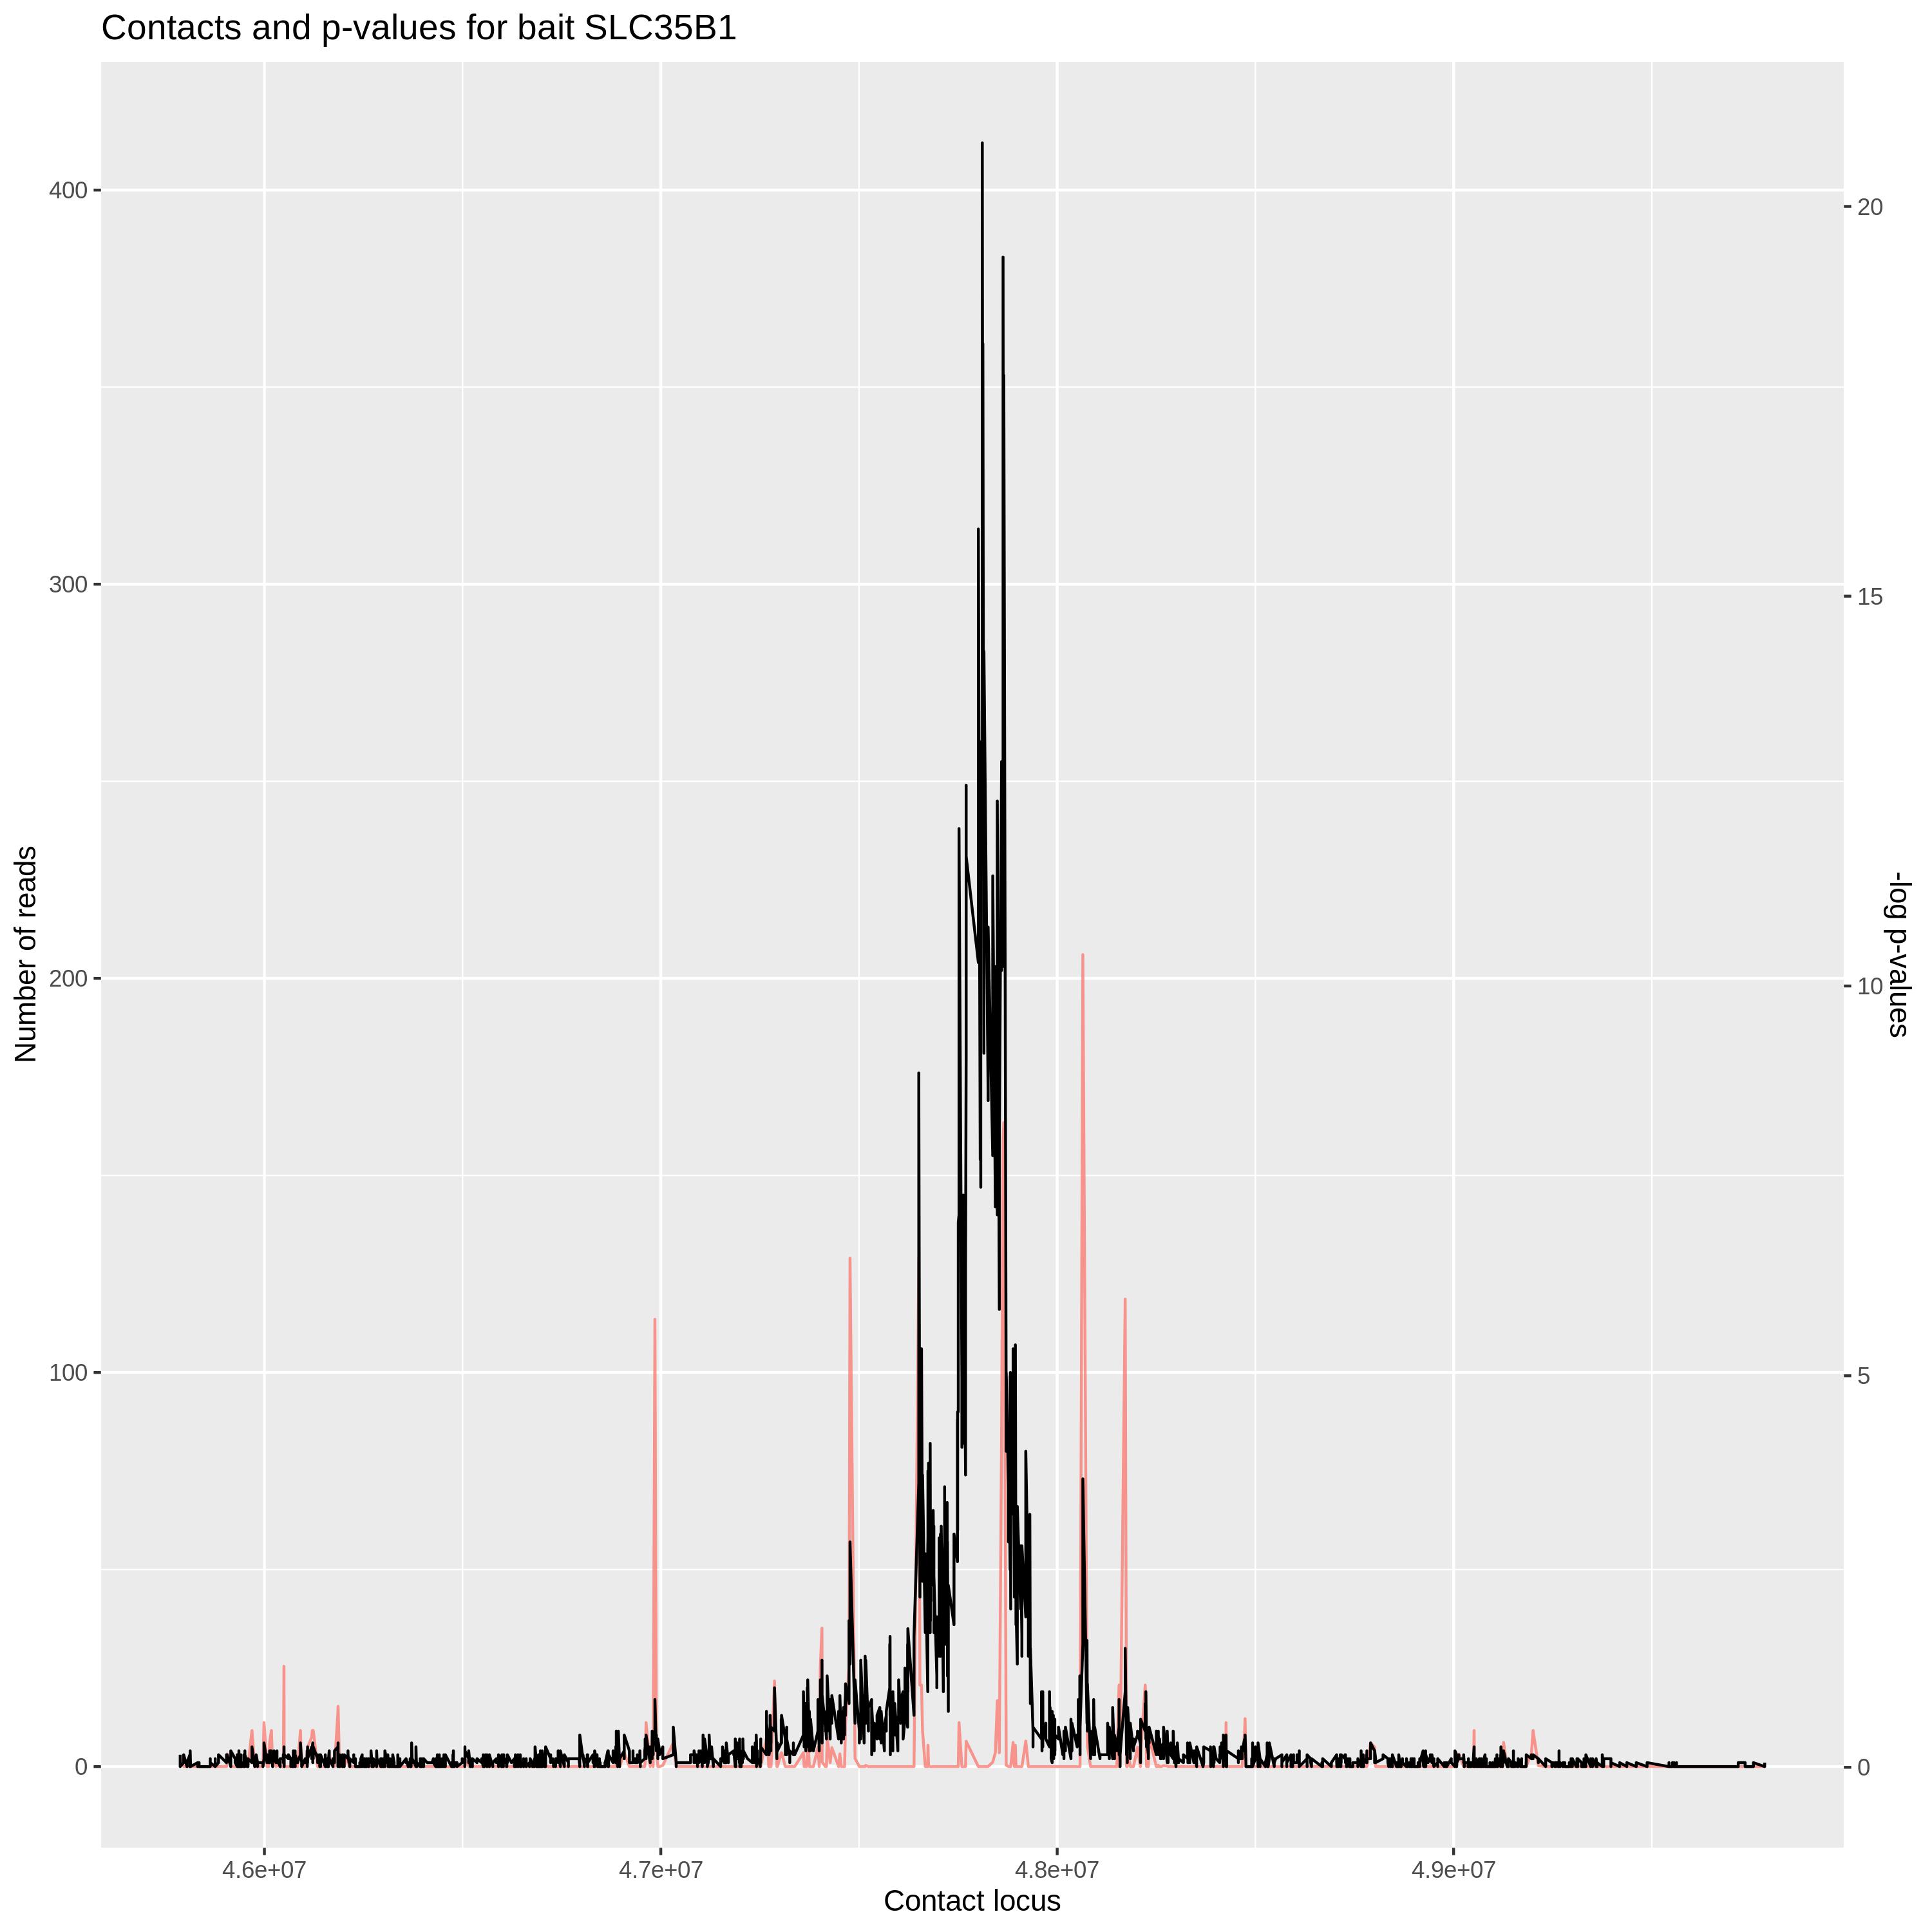 Contacts and p-values for bait SLC35B1
400
300
200
100
0
Number of reads
20
15
10
5
0
-log p-values
4.6e+07
4.7e+07
4.8e+07
4.9e+07
Contact locus